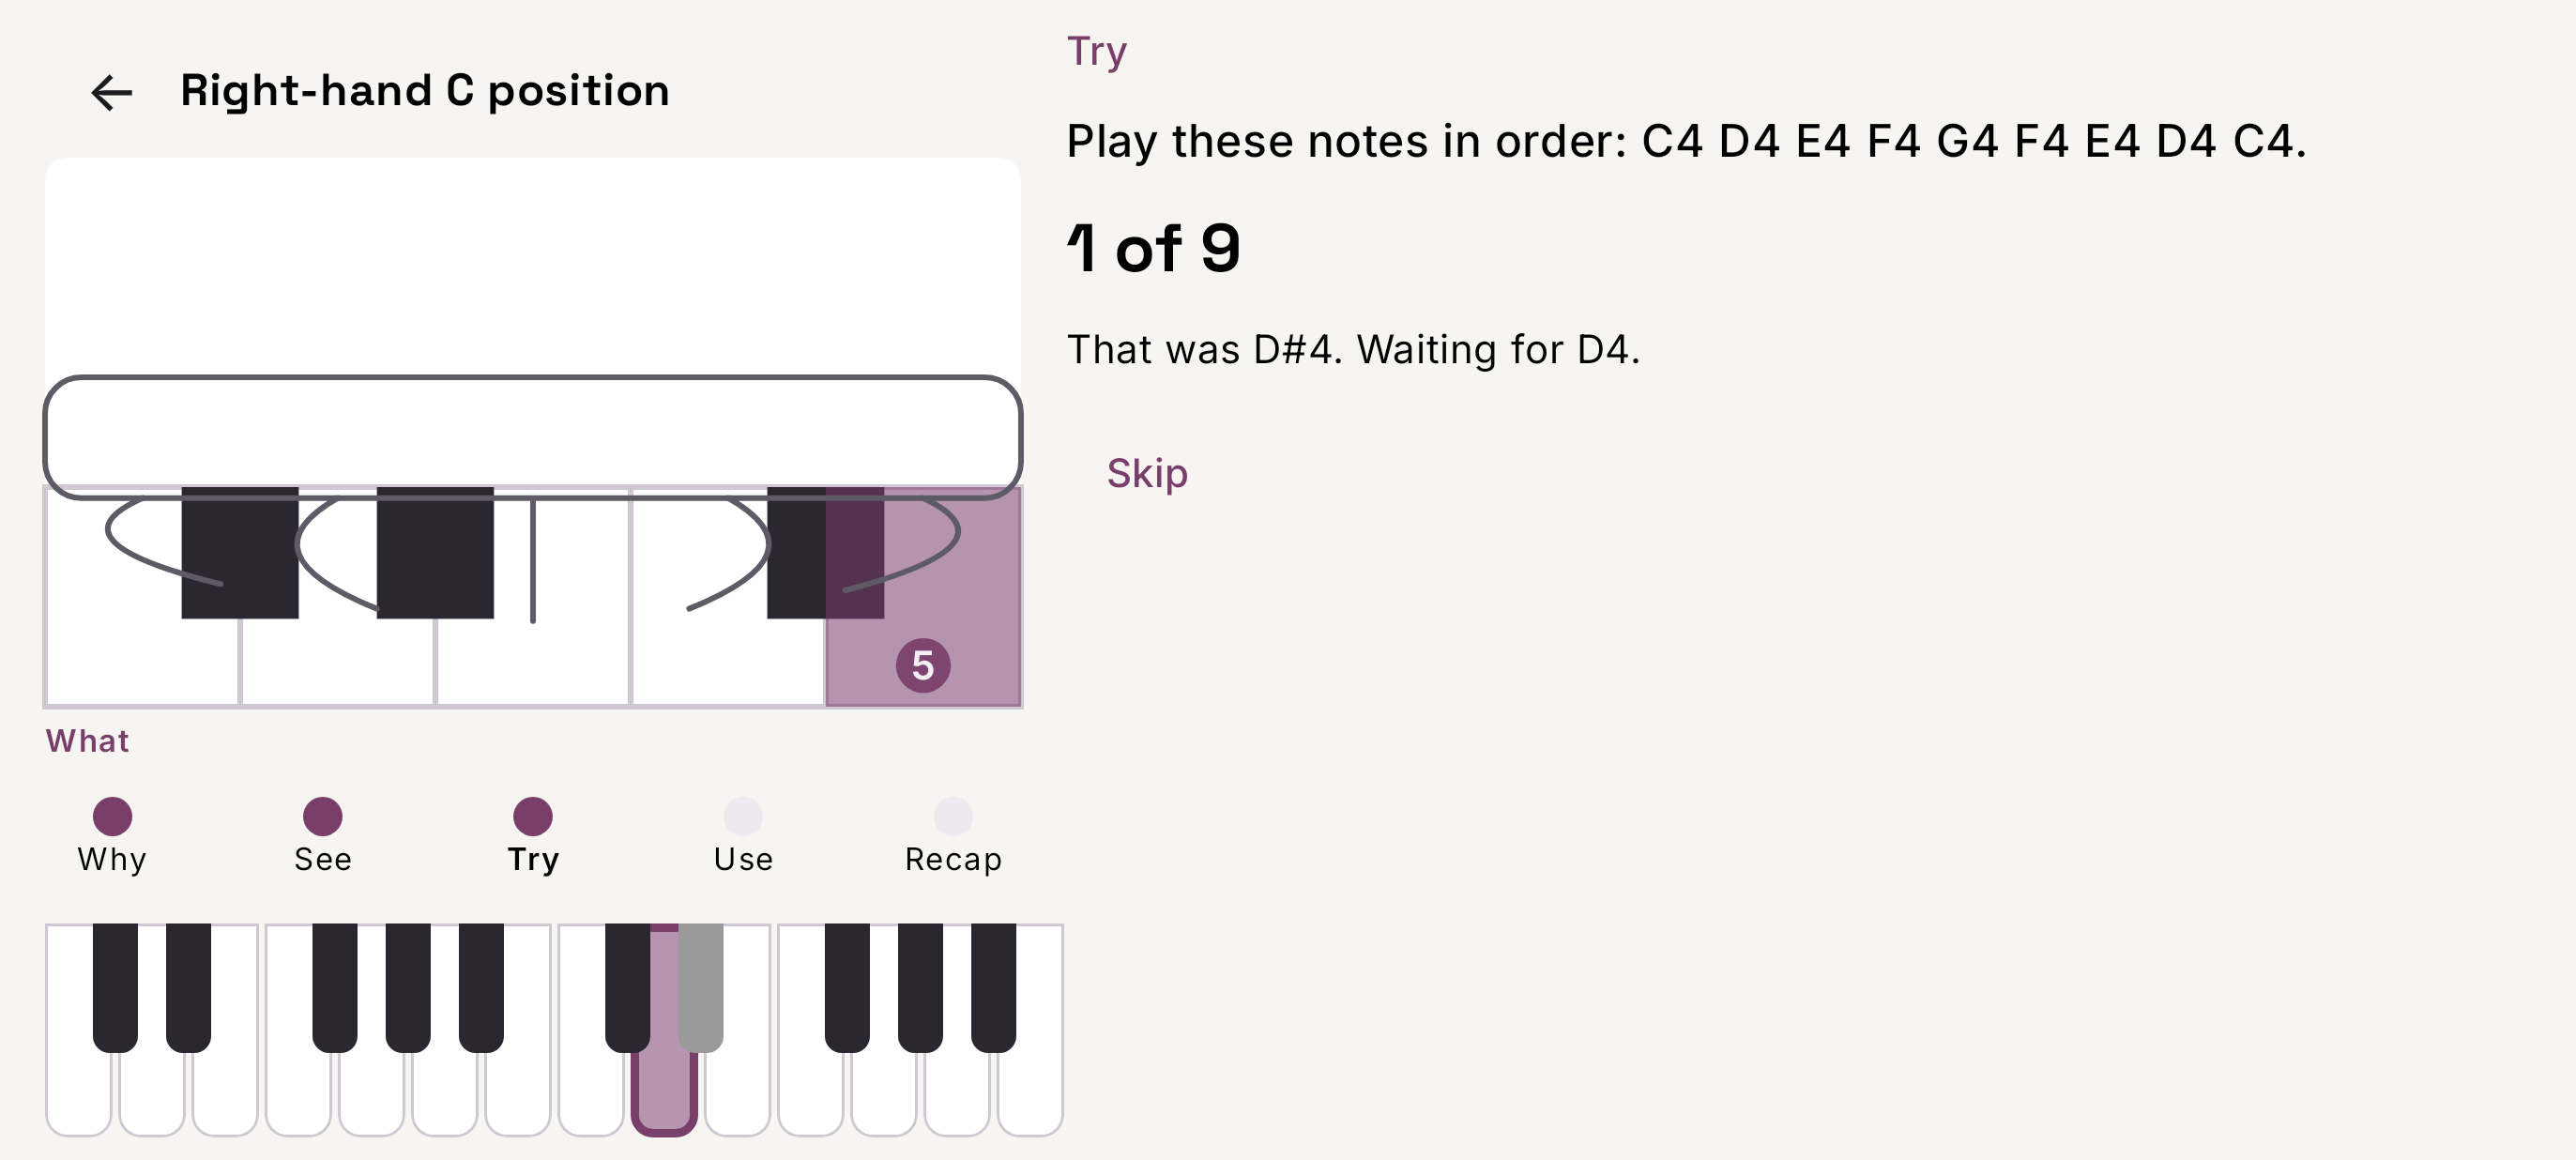 Right-hand C position
5
What
Why
See
Try
Use
Recap
Try
Play these notes in order: C4 D4 E4 F4 G4 F4 E4 D4 C4.
1 of 9
That was D#4. Waiting for D4.
Skip